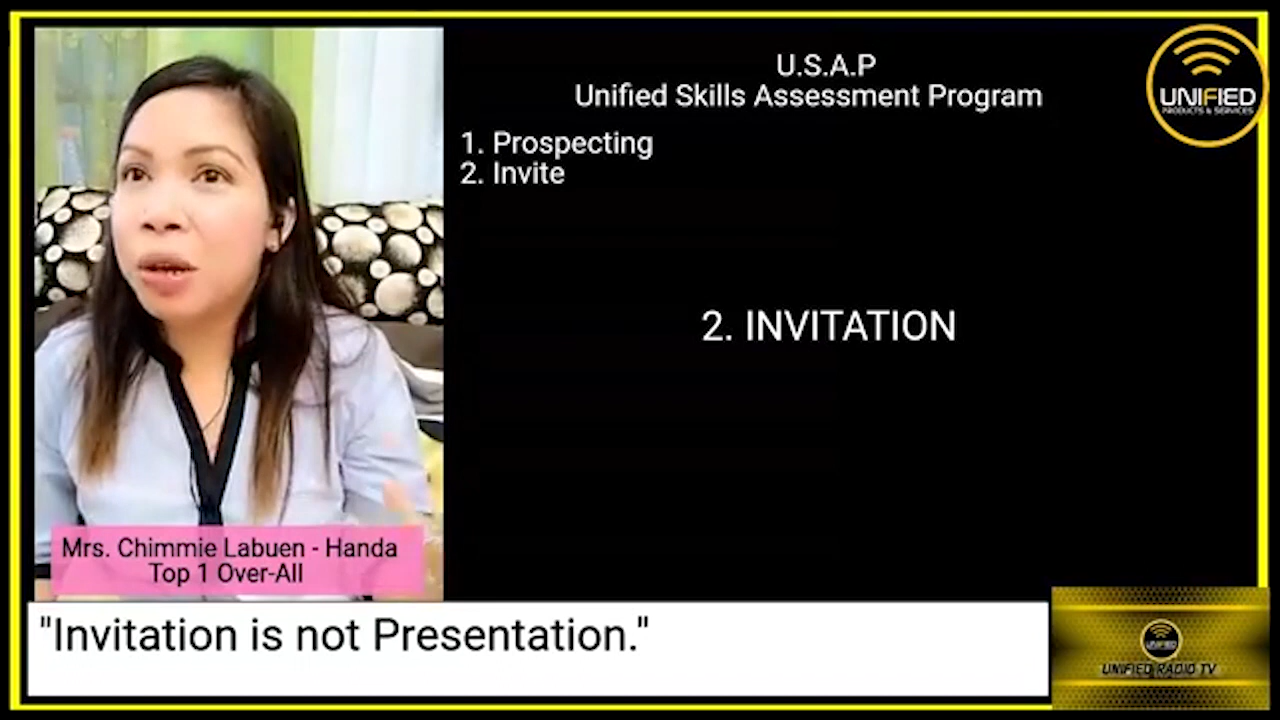 U.S.A.P
Unified Skills Assessment Program
1. Prospecting
2. Invite
2. INVITATION
UNIFIED
PRODUCTS & SERVICES
Mrs. Chimmie Labuen - Handa
Top 1 Over-All
"Invitation is not Presentation."
UNIFIED
UNIFIED RADIO TV